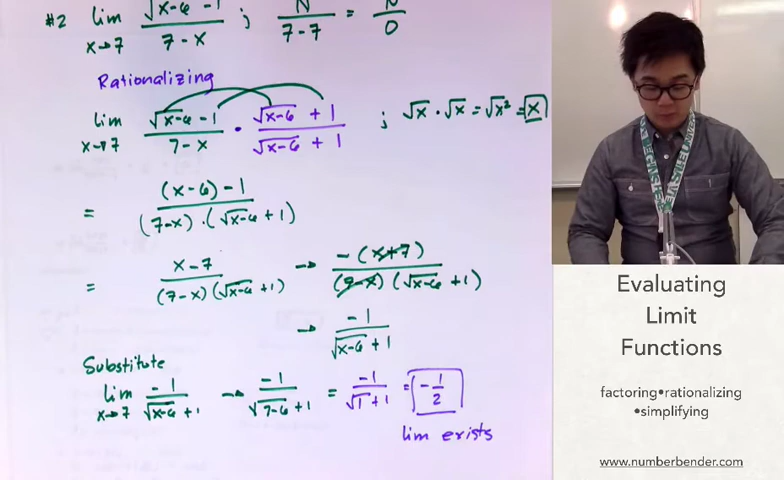 #2 lim x→7 √x-6 - 1 / 7-x ; N / 7-7 = N / 0
Rationalizing
lim x→7 √x-6 - 1 / 7-x • √x-6 + 1 / √x-6 + 1 ; √x · √x = √x² = x
= (x-6) - 1 / (7-x) · (√x-6 + 1)
= x-7 / (7-x)(√x-6 + 1) → -(x+7) / (7-x)(√x-6 + 1)
→ -1 / √x-6 + 1
Substitute
lim x→7 -1 / √x-6 + 1 → -1 / √7-6 + 1 = -1 / √1 + 1 = -1/2
lim exists
Evaluating
Limit
Functions
factoring•rationalizing
•simplifying
www.numberbender.com